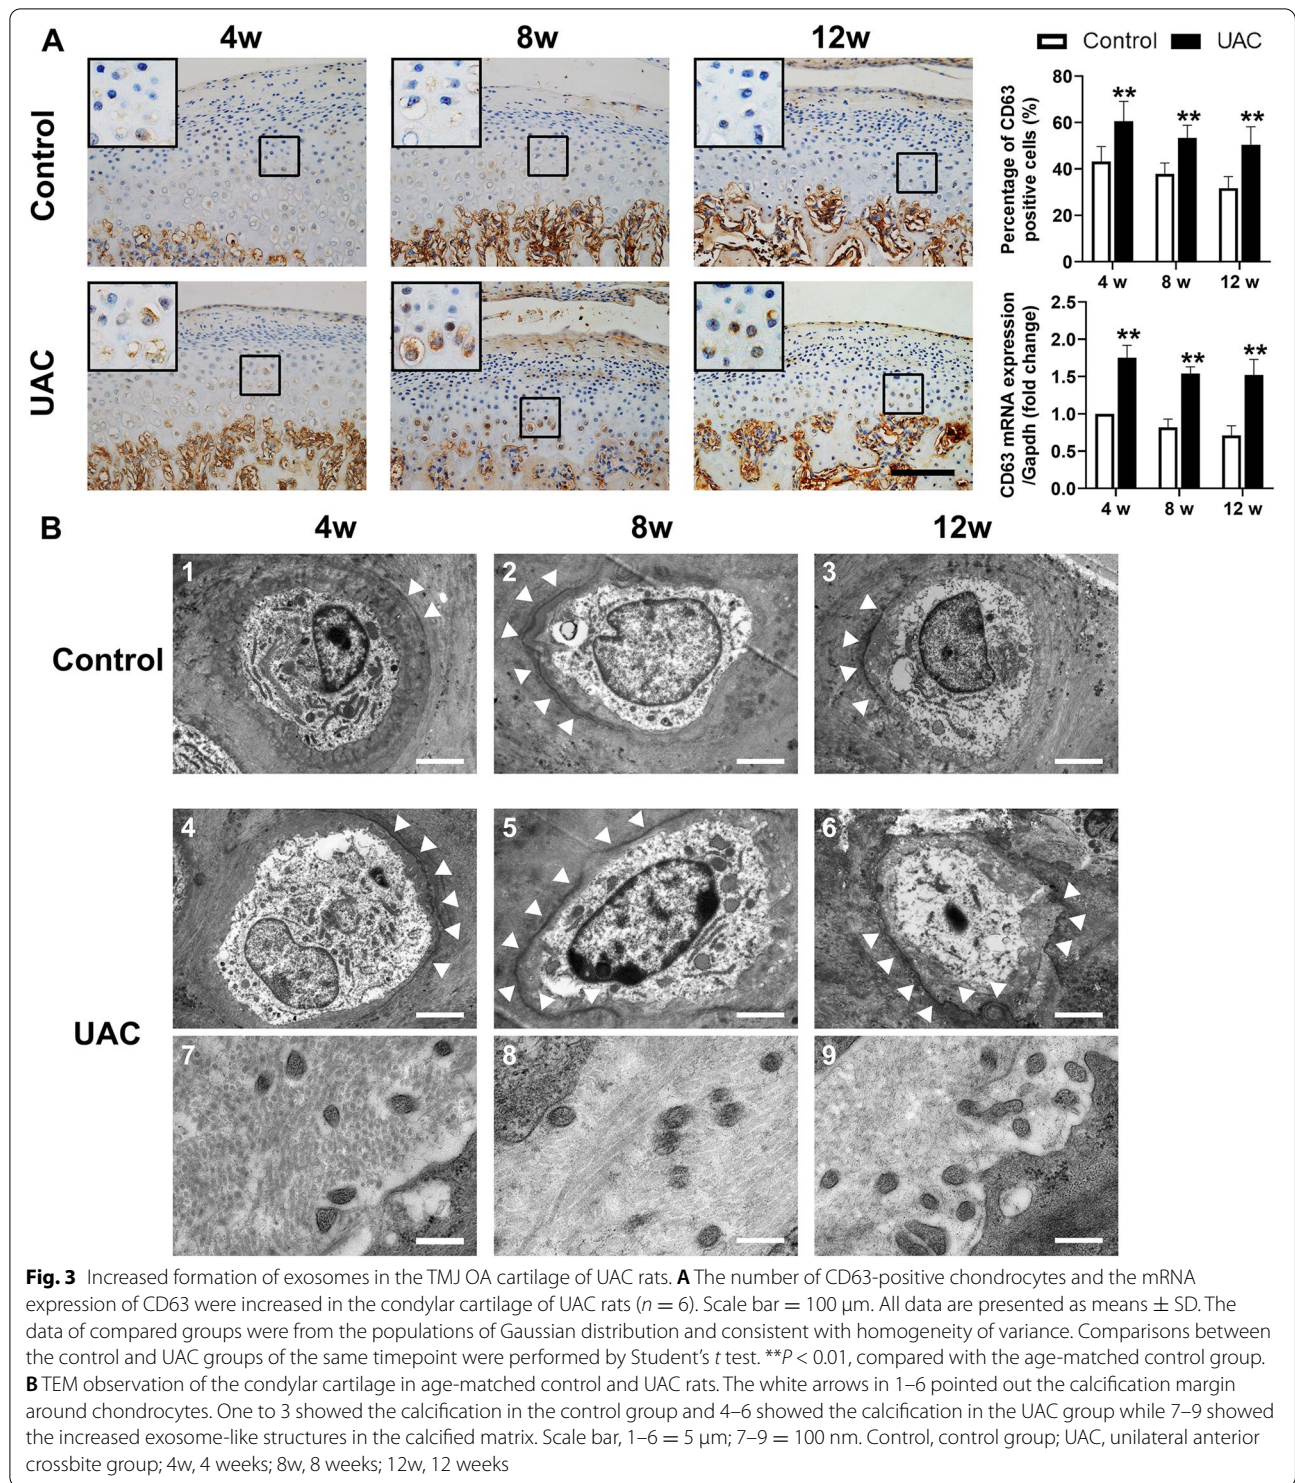 A
4w
8w
12w
Control
UAC
Control
UAC
Percentage of CD63
positive cells (%)
80
60
40
20
0
**
**
**
4 w
8 w
12 w
CD63 mRNA expression
/Gapdh (fold change)
2.5
2.0
1.5
1.0
0.5
0.0
**
**
**
4 w
8 w
12 w
B
4w
8w
12w
Control
1
2
3
UAC
4
5
6
7
8
9
Fig. 3 Increased formation of exosomes in the TMJ OA cartilage of UAC rats. A The number of CD63-positive chondrocytes and the mRNA
expression of CD63 were increased in the condylar cartilage of UAC rats (n = 6). Scale bar = 100 μm. All data are presented as means ± SD. The
data of compared groups were from the populations of Gaussian distribution and consistent with homogeneity of variance. Comparisons between
the control and UAC groups of the same timepoint were performed by Student's t test. **P < 0.01, compared with the age-matched control group.
B TEM observation of the condylar cartilage in age-matched control and UAC rats. The white arrows in 1–6 pointed out the calcification margin
around chondrocytes. One to 3 showed the calcification in the control group and 4–6 showed the calcification in the UAC group while 7–9 showed
the increased exosome-like structures in the calcified matrix. Scale bar, 1–6 = 5 μm; 7–9 = 100 nm. Control, control group; UAC, unilateral anterior
crossbite group; 4w, 4 weeks; 8w, 8 weeks; 12w, 12 weeks